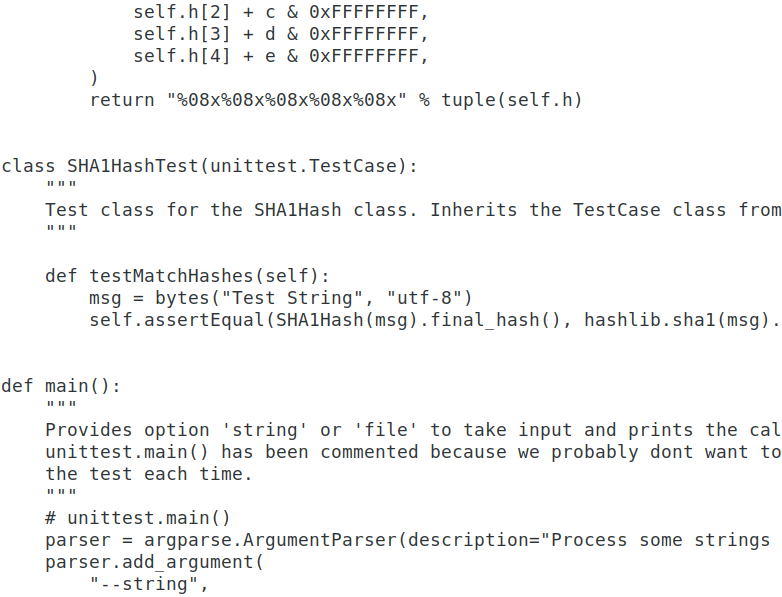 self.h[2] + c & 0xFFFFFFFF,
            self.h[3] + d & 0xFFFFFFFF,
            self.h[4] + e & 0xFFFFFFFF,
        )
        return "%08x%08x%08x%08x%08x" % tuple(self.h)


class SHA1HashTest(unittest.TestCase):
    """
    Test class for the SHA1Hash class. Inherits the TestCase class from
    """

    def testMatchHashes(self):
        msg = bytes("Test String", "utf-8")
        self.assertEqual(SHA1Hash(msg).final_hash(), hashlib.sha1(msg).


def main():
    """
    Provides option 'string' or 'file' to take input and prints the cal
    unittest.main() has been commented because we probably dont want to
    the test each time.
    """
    # unittest.main()
    parser = argparse.ArgumentParser(description="Process some strings
    parser.add_argument(
        "--string",